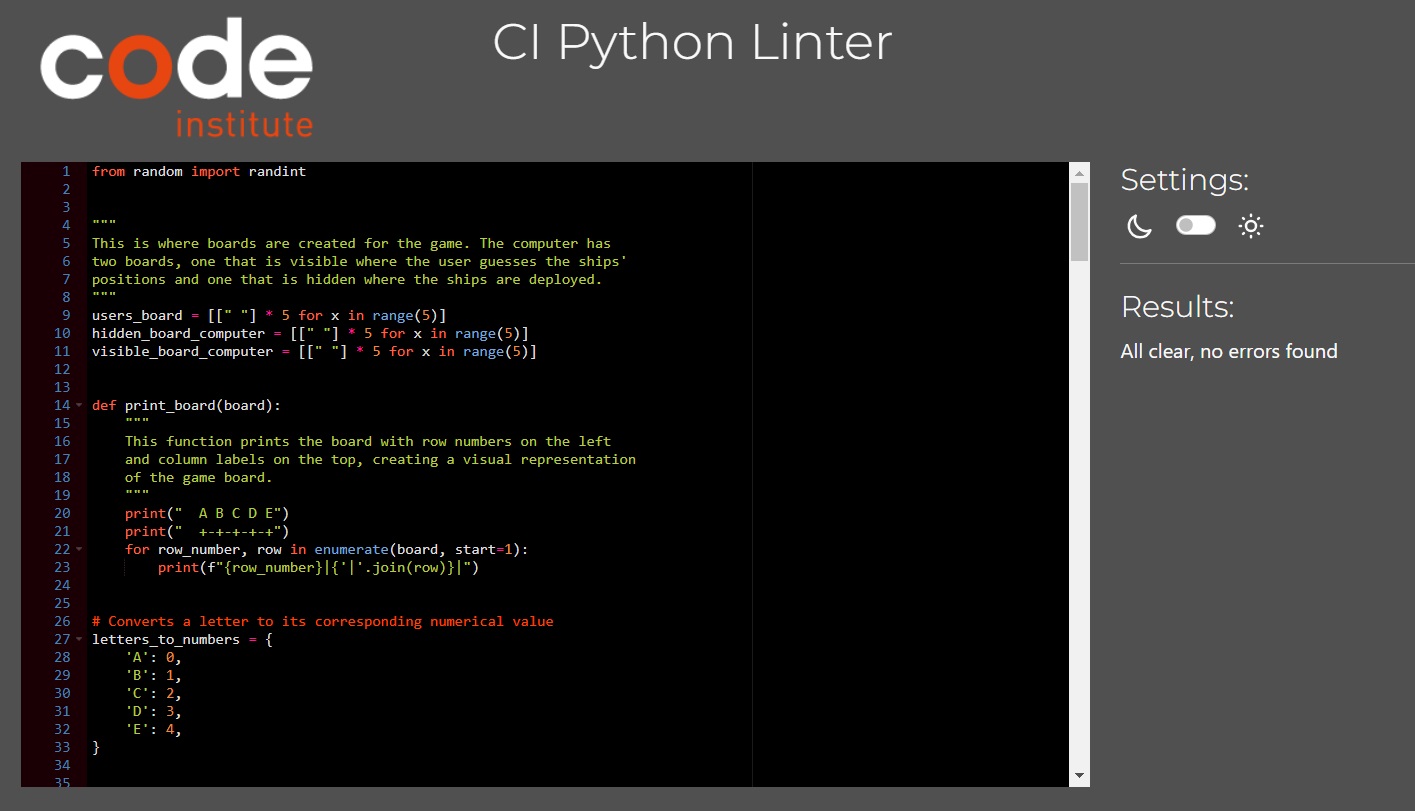 code
institute
CI Python Linter
1 from random import randint
2
3
4 """
5 This is where boards are created for the game. The computer has
6 two boards, one that is visible where the user guesses the ships'
7 positions and one that is hidden where the ships are deployed.
8 """
9 users_board = [[" "] * 5 for x in range(5)]
10 hidden_board_computer = [[" "] * 5 for x in range(5)]
11 visible_board_computer = [[" "] * 5 for x in range(5)]
12
13
14 def print_board(board):
15     """
16     This function prints the board with row numbers on the left
17     and column labels on the top, creating a visual representation
18     of the game board.
19     """
20     print("  A B C D E")
21     print("  +-+-+-+-+")
22     for row_number, row in enumerate(board, start=1):
23         print(f"{row_number}|{'|'.join(row)}|")
24
25
26 # Converts a letter to its corresponding numerical value
27 letters_to_numbers = {
28     'A': 0,
29     'B': 1,
30     'C': 2,
31     'D': 3,
32     'E': 4,
33 }
34
35
Settings:
Results:
All clear, no errors found